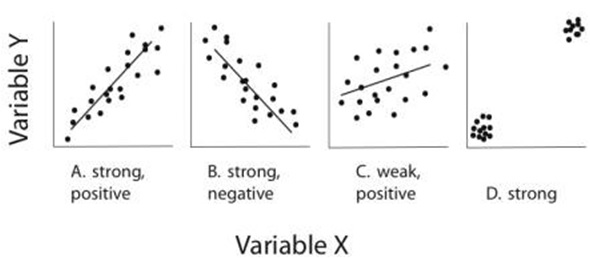 Variable Y
A. strong,
positive
B. strong,
negative
C. weak,
positive
D. strong
Variable X